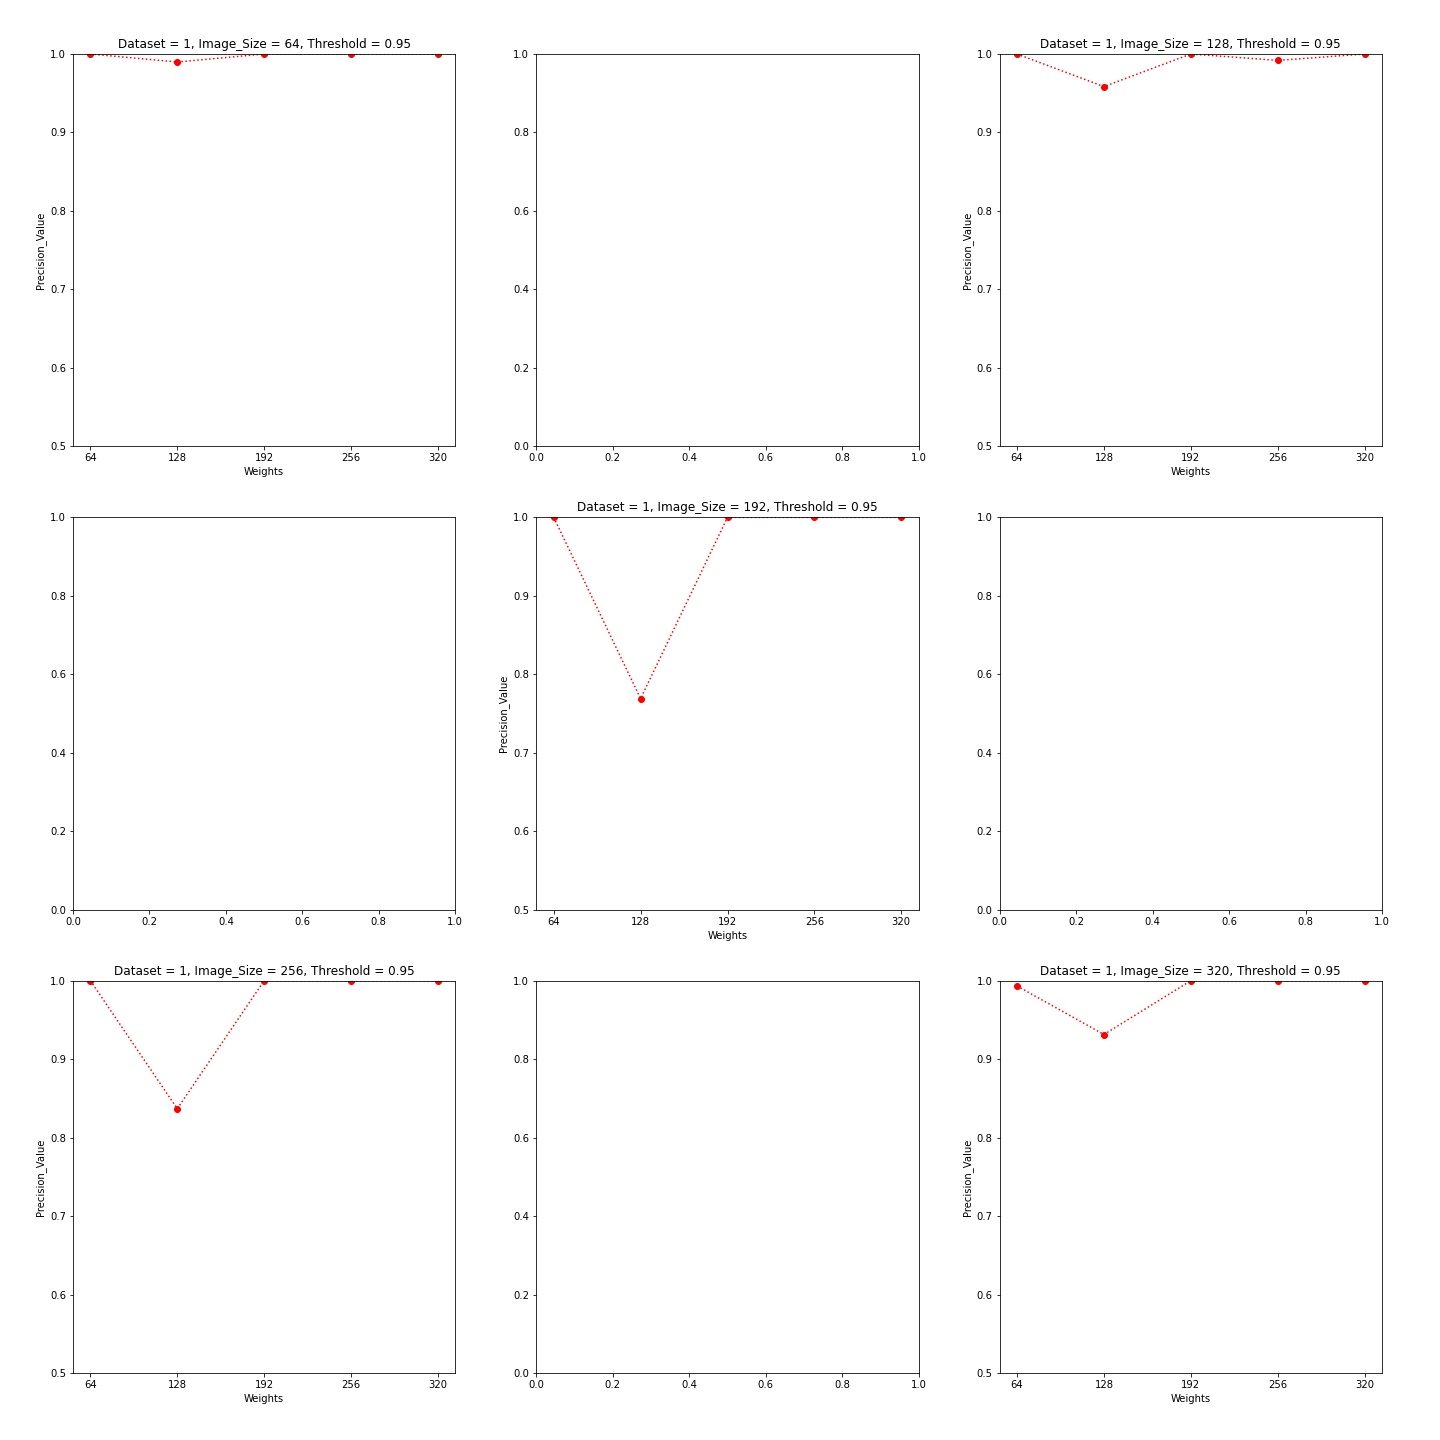 Dataset = 1, Image_Size = 64, Threshold = 0.95
1.0
0.9
0.8
0.7
0.6
0.5
Precision_Value
64 128 192 256 320
Weights
1.0
0.8
0.6
0.4
0.2
0.0
0.0 0.2 0.4 0.6 0.8 1.0
Dataset = 1, Image_Size = 128, Threshold = 0.95
1.0
0.9
0.8
0.7
0.6
0.5
Precision_Value
64 128 192 256 320
Weights
1.0
0.8
0.6
0.4
0.2
0.0
0.0 0.2 0.4 0.6 0.8 1.0
Dataset = 1, Image_Size = 192, Threshold = 0.95
1.0
0.9
0.8
0.7
0.6
0.5
Precision_Value
64 128 192 256 320
Weights
1.0
0.8
0.6
0.4
0.2
0.0
0.0 0.2 0.4 0.6 0.8 1.0
Dataset = 1, Image_Size = 256, Threshold = 0.95
1.0
0.9
0.8
0.7
0.6
0.5
Precision_Value
64 128 192 256 320
Weights
1.0
0.8
0.6
0.4
0.2
0.0
0.0 0.2 0.4 0.6 0.8 1.0
Dataset = 1, Image_Size = 320, Threshold = 0.95
1.0
0.9
0.8
0.7
0.6
0.5
Precision_Value
64 128 192 256 320
Weights